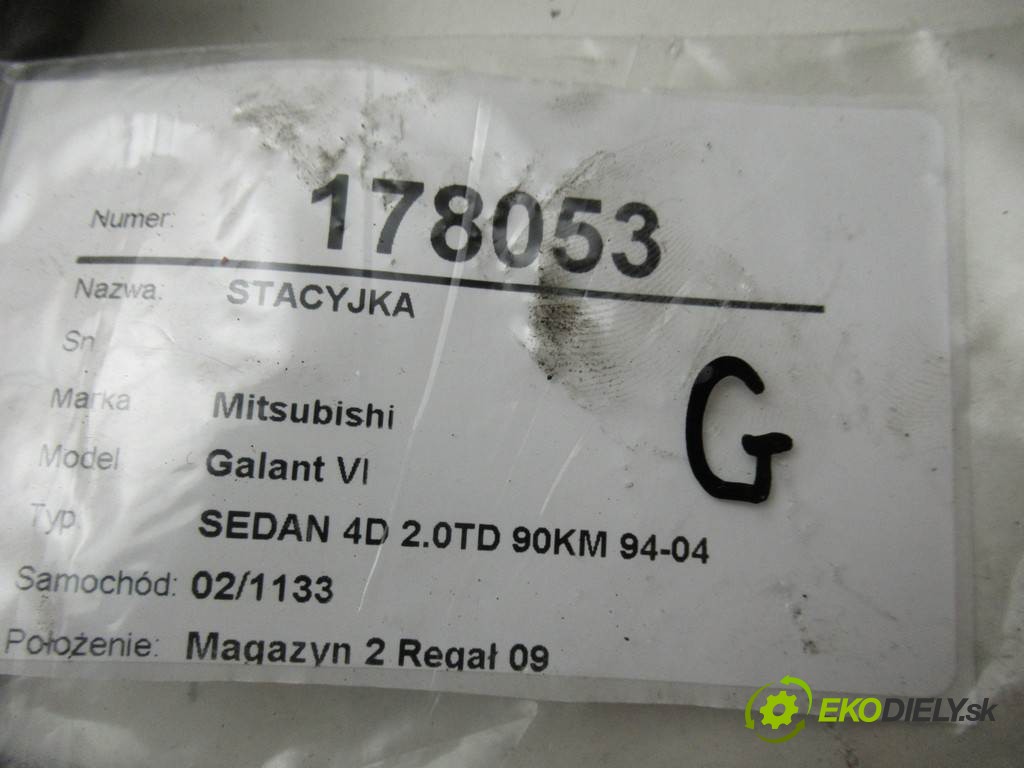 Numer: 178053
Nazwa: STACYJKA
Sn
Marka Mitsubishi
Model Galant VI
Typ SEDAN 4D 2.0TD 90KM 94-04
Samochód: 02/1133
Położenie: Magazyn 2 Regał 09
G
EKODIELY.sk